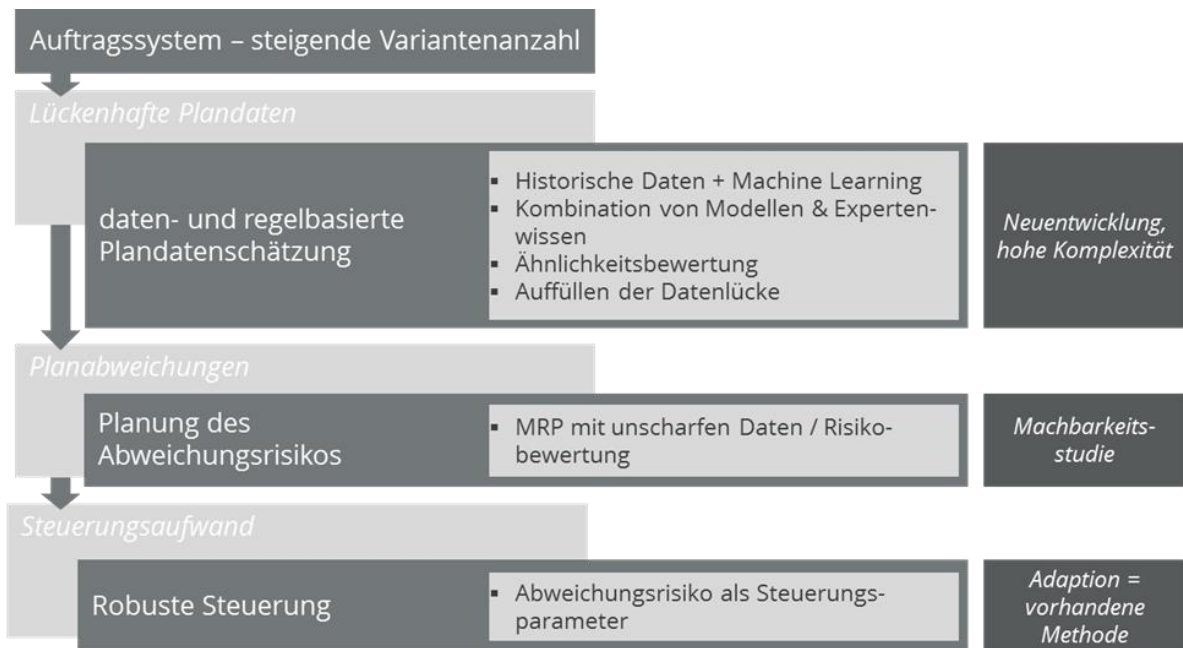 Auftragssystem – steigende Variantenanzahl
Lückenhafte Plandaten
daten- und regelbasierte
Plandatenschätzung
▪ Historische Daten + Machine Learning
▪ Kombination von Modellen & Experten-
wissen
▪ Ähnlichkeitsbewertung
▪ Auffüllen der Datenlücke
Neuentwicklung,
hohe Komplexität
Planabweichungen
Planung des
Abweichungsrisikos
▪ MRP mit unscharfen Daten / Risiko-
bewertung
Machbarkeits-
studie
Steuerungsaufwand
Robuste Steuerung
▪ Abweichungsrisiko als Steuerungs-
parameter
Adaption =
vorhandene
Methode